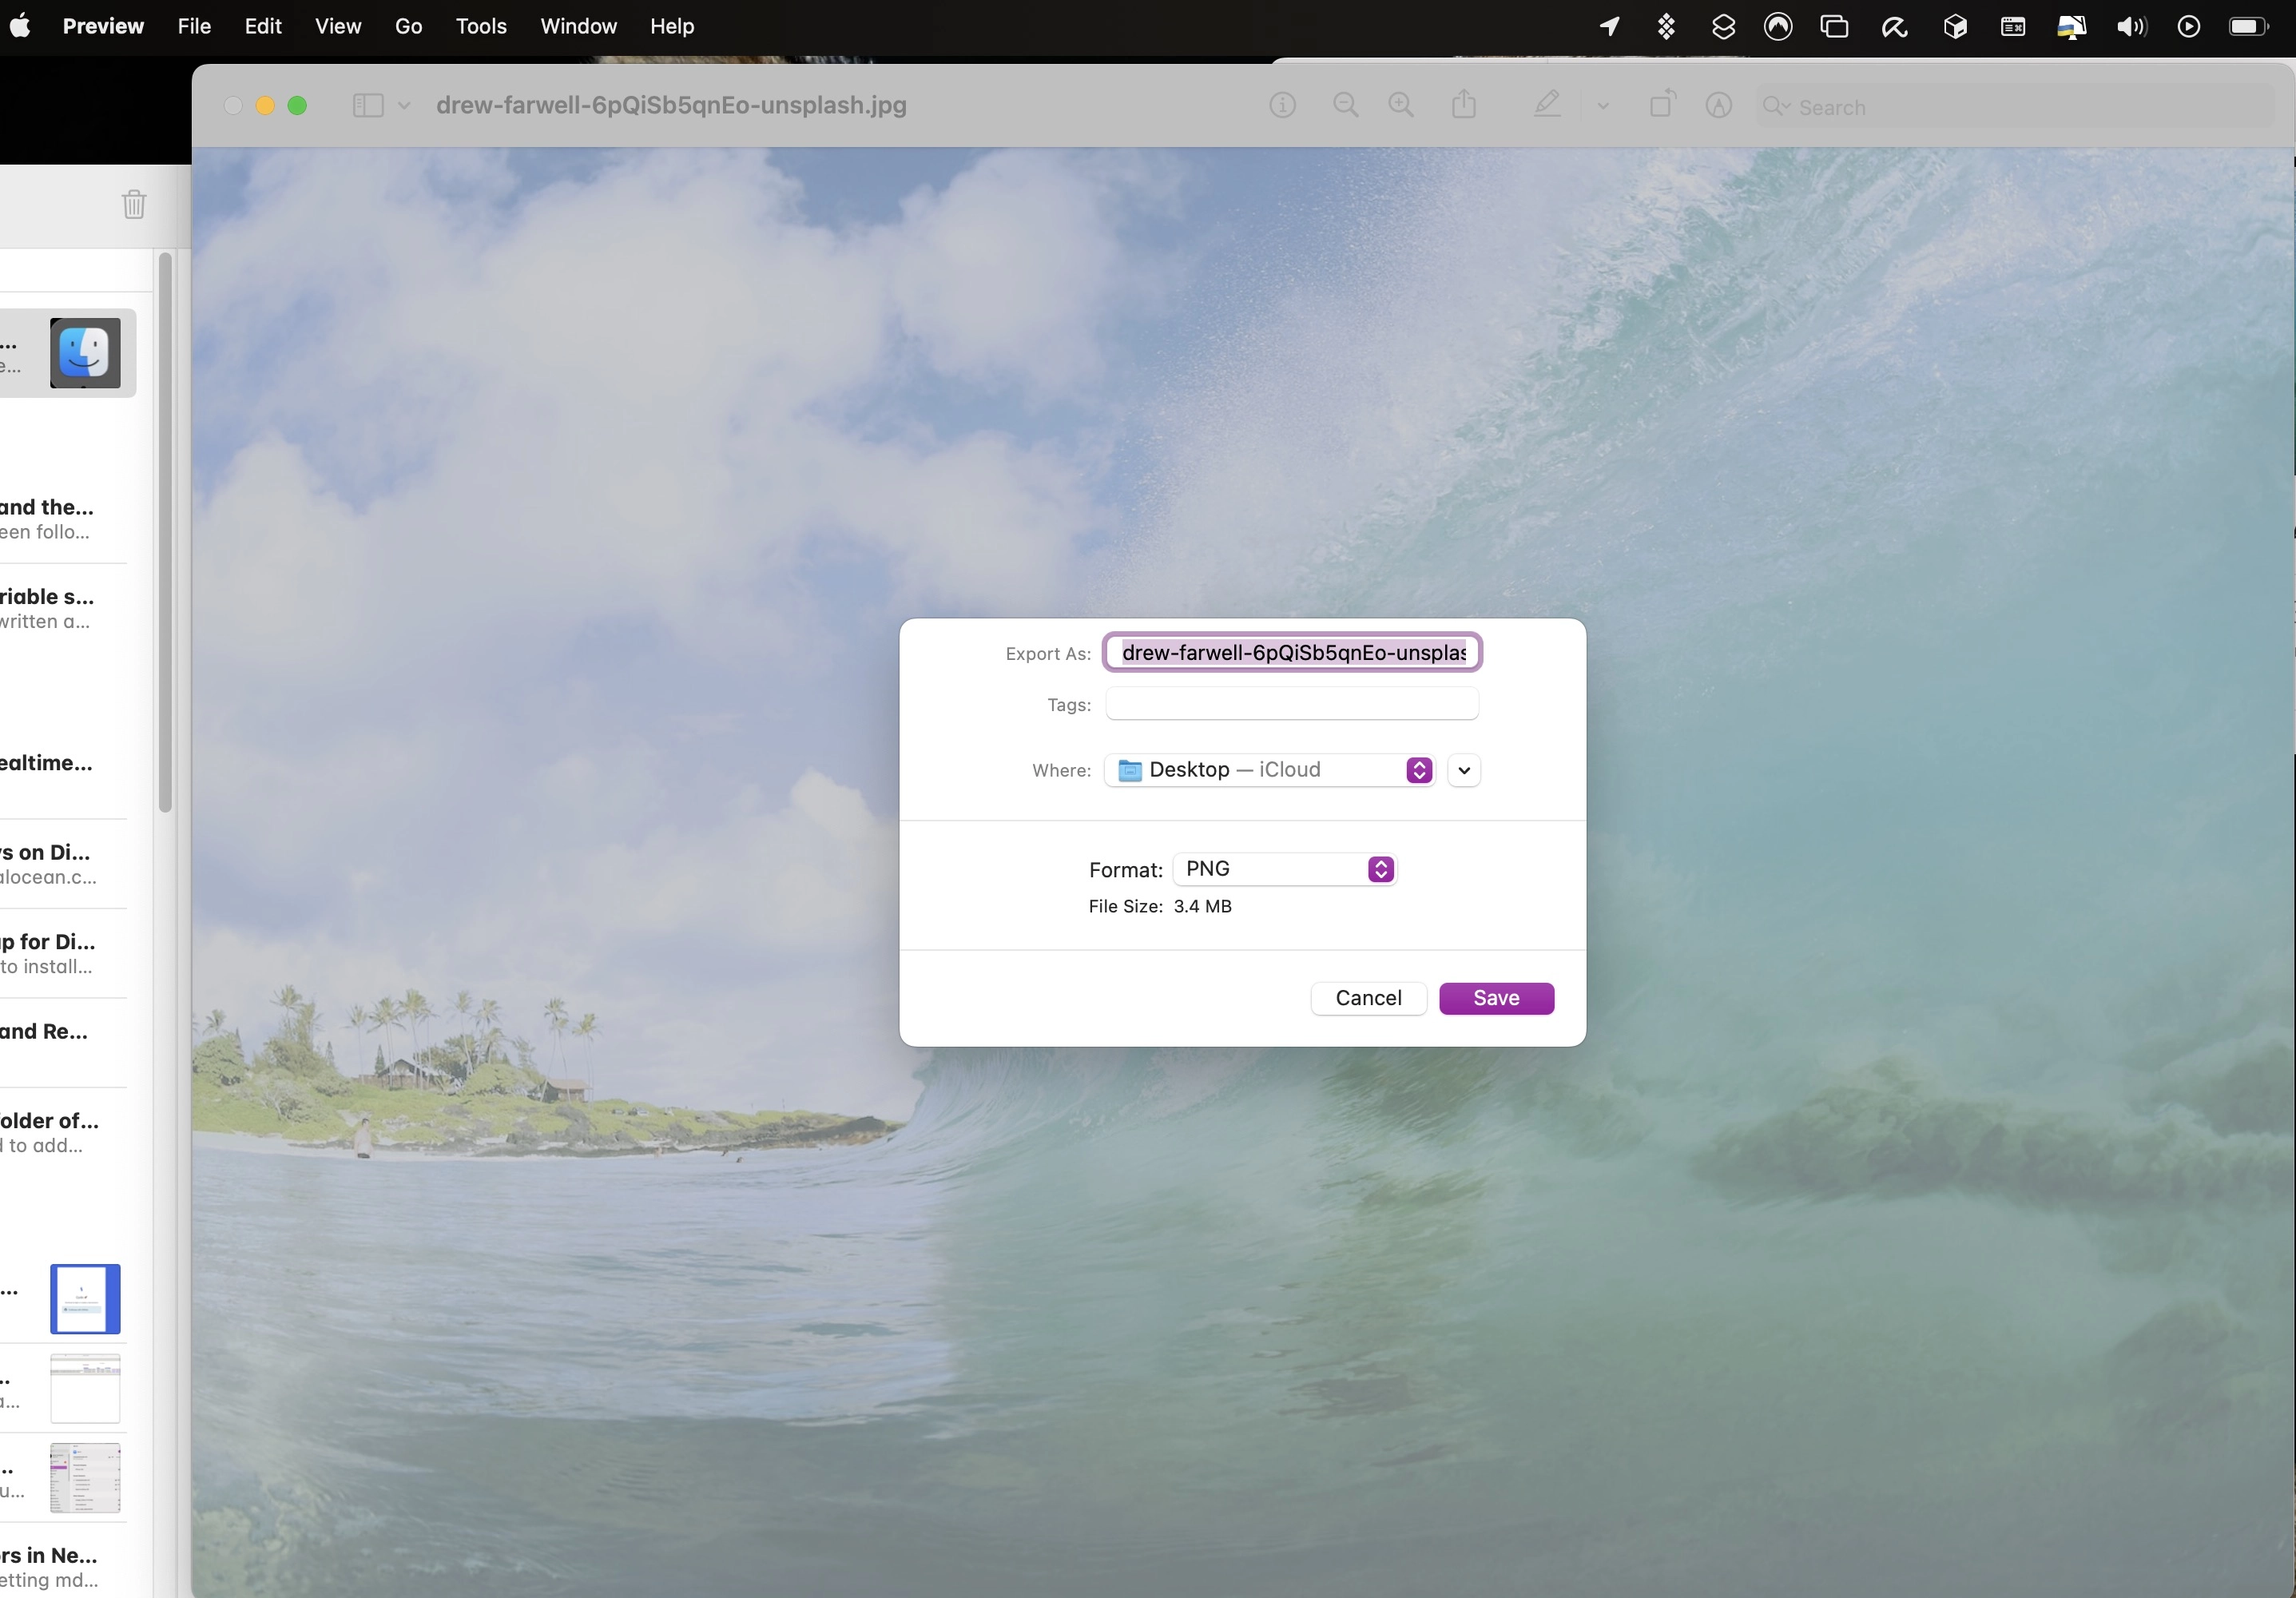 Preview File Edit View Go Tools Window Help
drew-farwell-6pQiSb5qnEo-unsplash.jpg
Search
...
e...
and the...
een follo...
riable s...
written a...
ealtime...
s on Di...
alocean.c...
p for Di...
to install...
and Re...
older of...
d to add...
...
..
a...
..
u...
rs in Ne...
etting md...
Export As: drew-farwell-6pQiSb5qnEo-unsplas
Tags:
Where: Desktop — iCloud
Format: PNG
File Size: 3.4 MB
Cancel Save